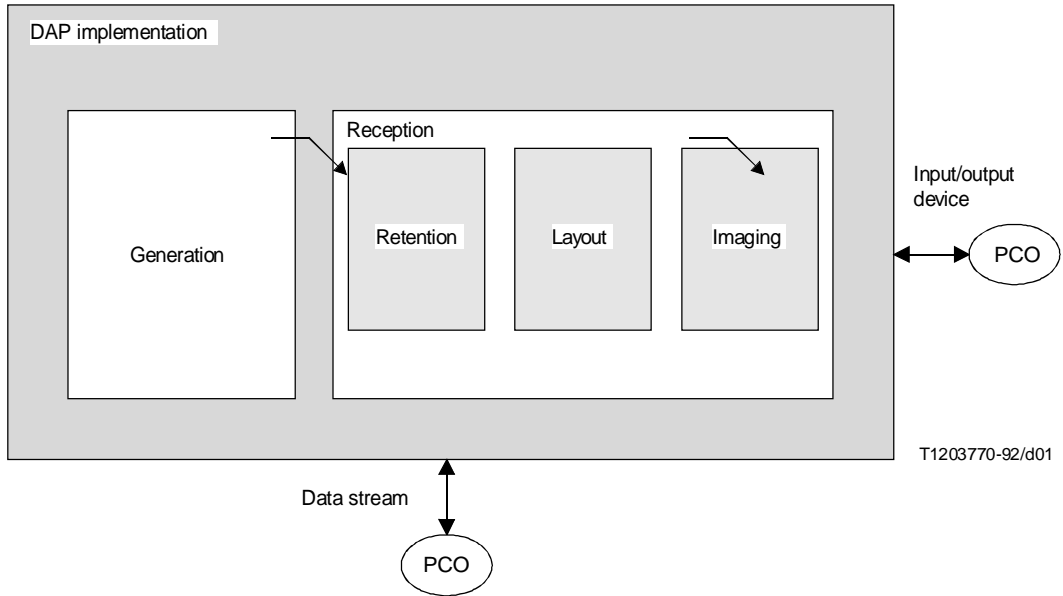 DAP implementation
Reception
Generation
Retention
Layout
Imaging
Input/output
device
PCO
T1203770-92/d01
Data stream
PCO